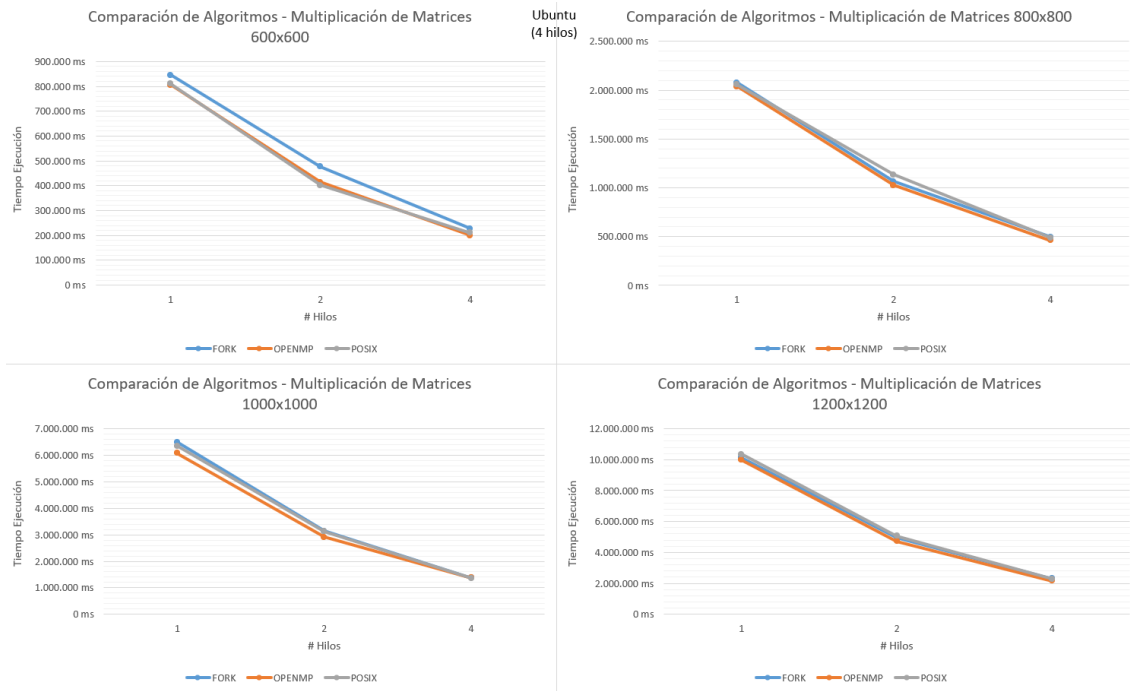 Comparación de Algoritmos - Multiplicación de Matrices
600x600
900.000 ms
800.000 ms
700.000 ms
600.000 ms
500.000 ms
400.000 ms
300.000 ms
200.000 ms
100.000 ms
0 ms
Tiempo Ejecución
1 2 4
# Hilos
FORK OPENMP POSIX
Ubuntu
(4 hilos)
Comparación de Algoritmos - Multiplicación de Matrices 800x800
2.500.000 ms
2.000.000 ms
1.500.000 ms
1.000.000 ms
500.000 ms
0 ms
Tiempo Ejecución
1 2 4
# Hilos
FORK OPENMP POSIX
Comparación de Algoritmos - Multiplicación de Matrices
1000x1000
7.000.000 ms
6.000.000 ms
5.000.000 ms
4.000.000 ms
3.000.000 ms
2.000.000 ms
1.000.000 ms
0 ms
Tiempo Ejecución
1 2 4
# Hilos
FORK OPENMP POSIX
Comparación de Algoritmos - Multiplicación de Matrices
1200x1200
12.000.000 ms
10.000.000 ms
8.000.000 ms
6.000.000 ms
4.000.000 ms
2.000.000 ms
0 ms
Tiempo Ejecución
1 2 4
# Hilos
FORK OPENMP POSIX